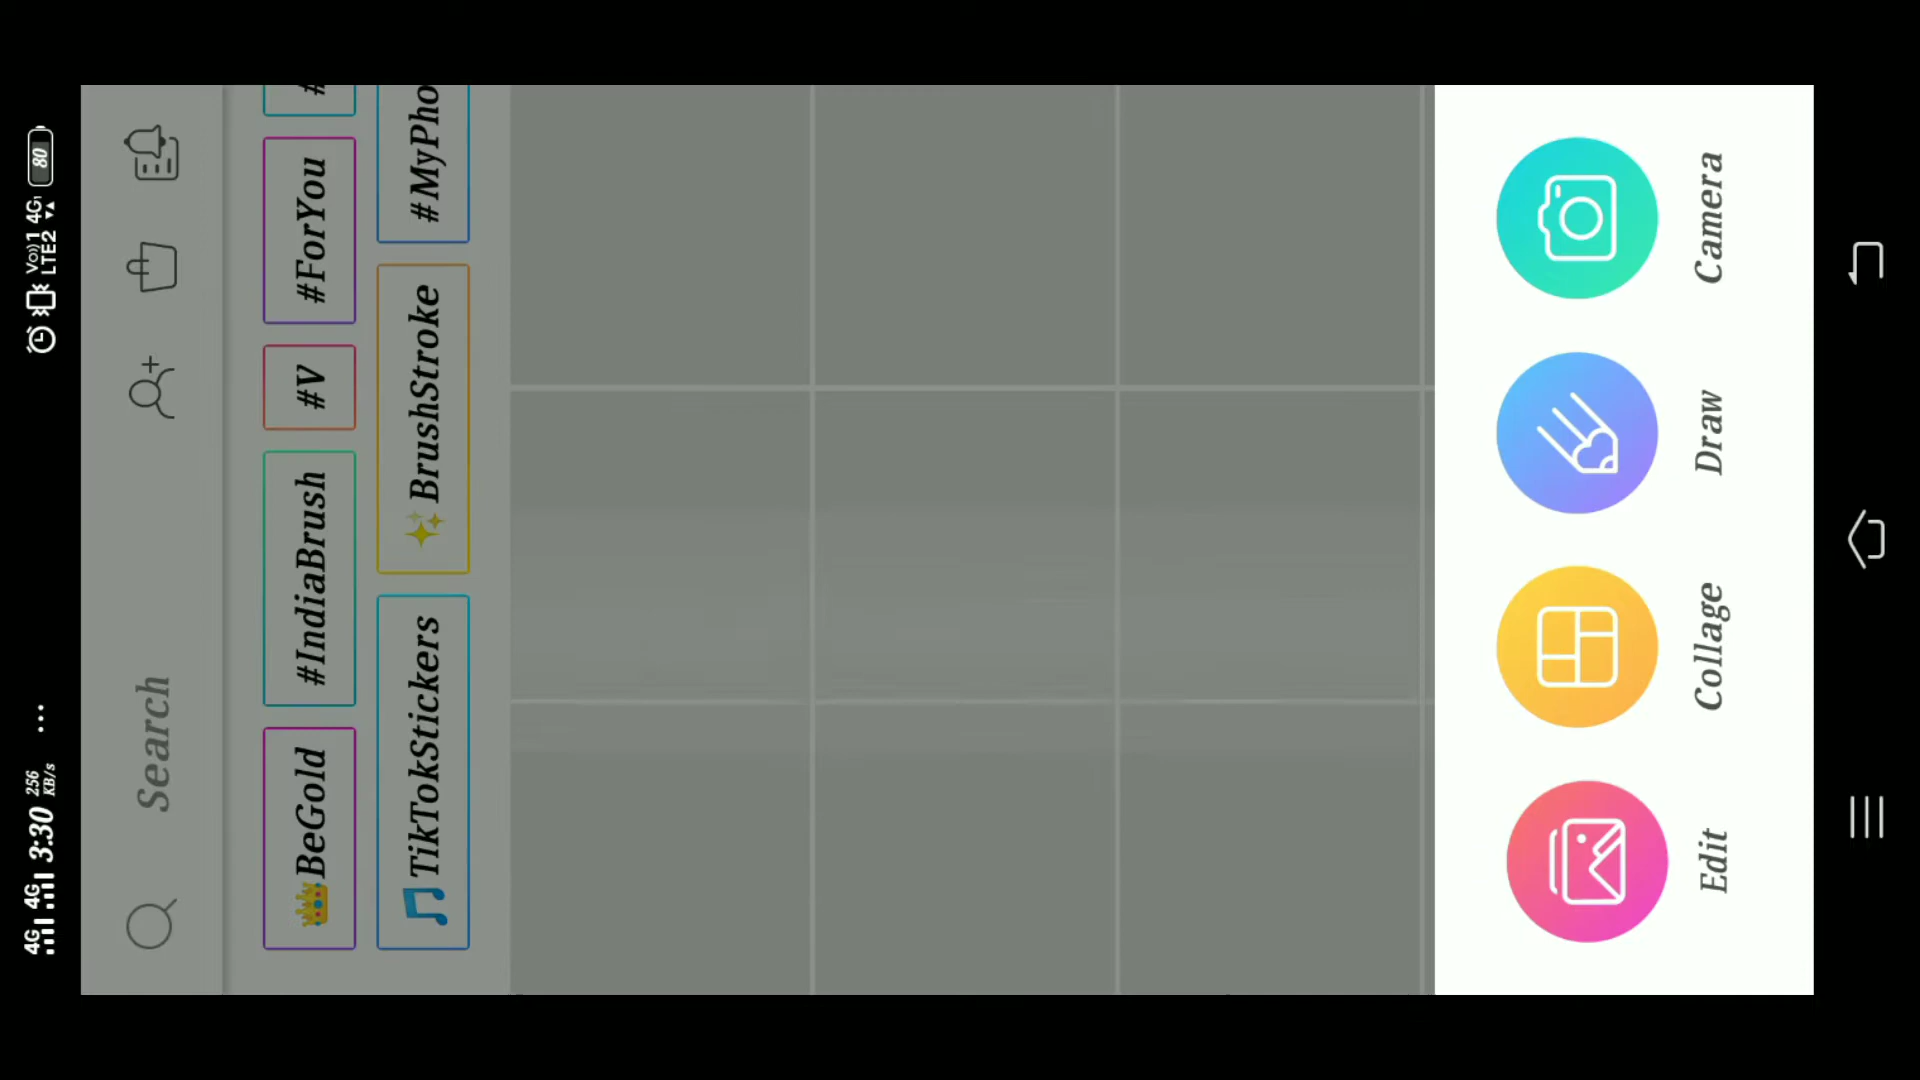 4G 4G 3:30 256 KB/s ... Vo)) 1 LTE2 4G 80
Search
BeGold #IndiaBrush #V #ForYou #
TikTokStickers BrushStroke #MyPho
Edit Collage Draw Camera